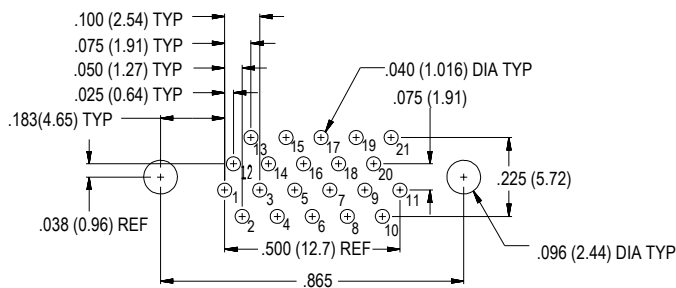 .100 (2.54) TYP
.075 (1.91) TYP
.050 (1.27) TYP
.025 (0.64) TYP
.040 (1.016) DIA TYP
.075 (1.91)
.183(4.65) TYP
13 15 17 19 21
12 14 16 18 20
.225 (5.72)
1 3 5 7 9 11
2 4 6 8 10
.038 (0.96) REF
.500 (12.7) REF
.096 (2.44) DIA TYP
.865